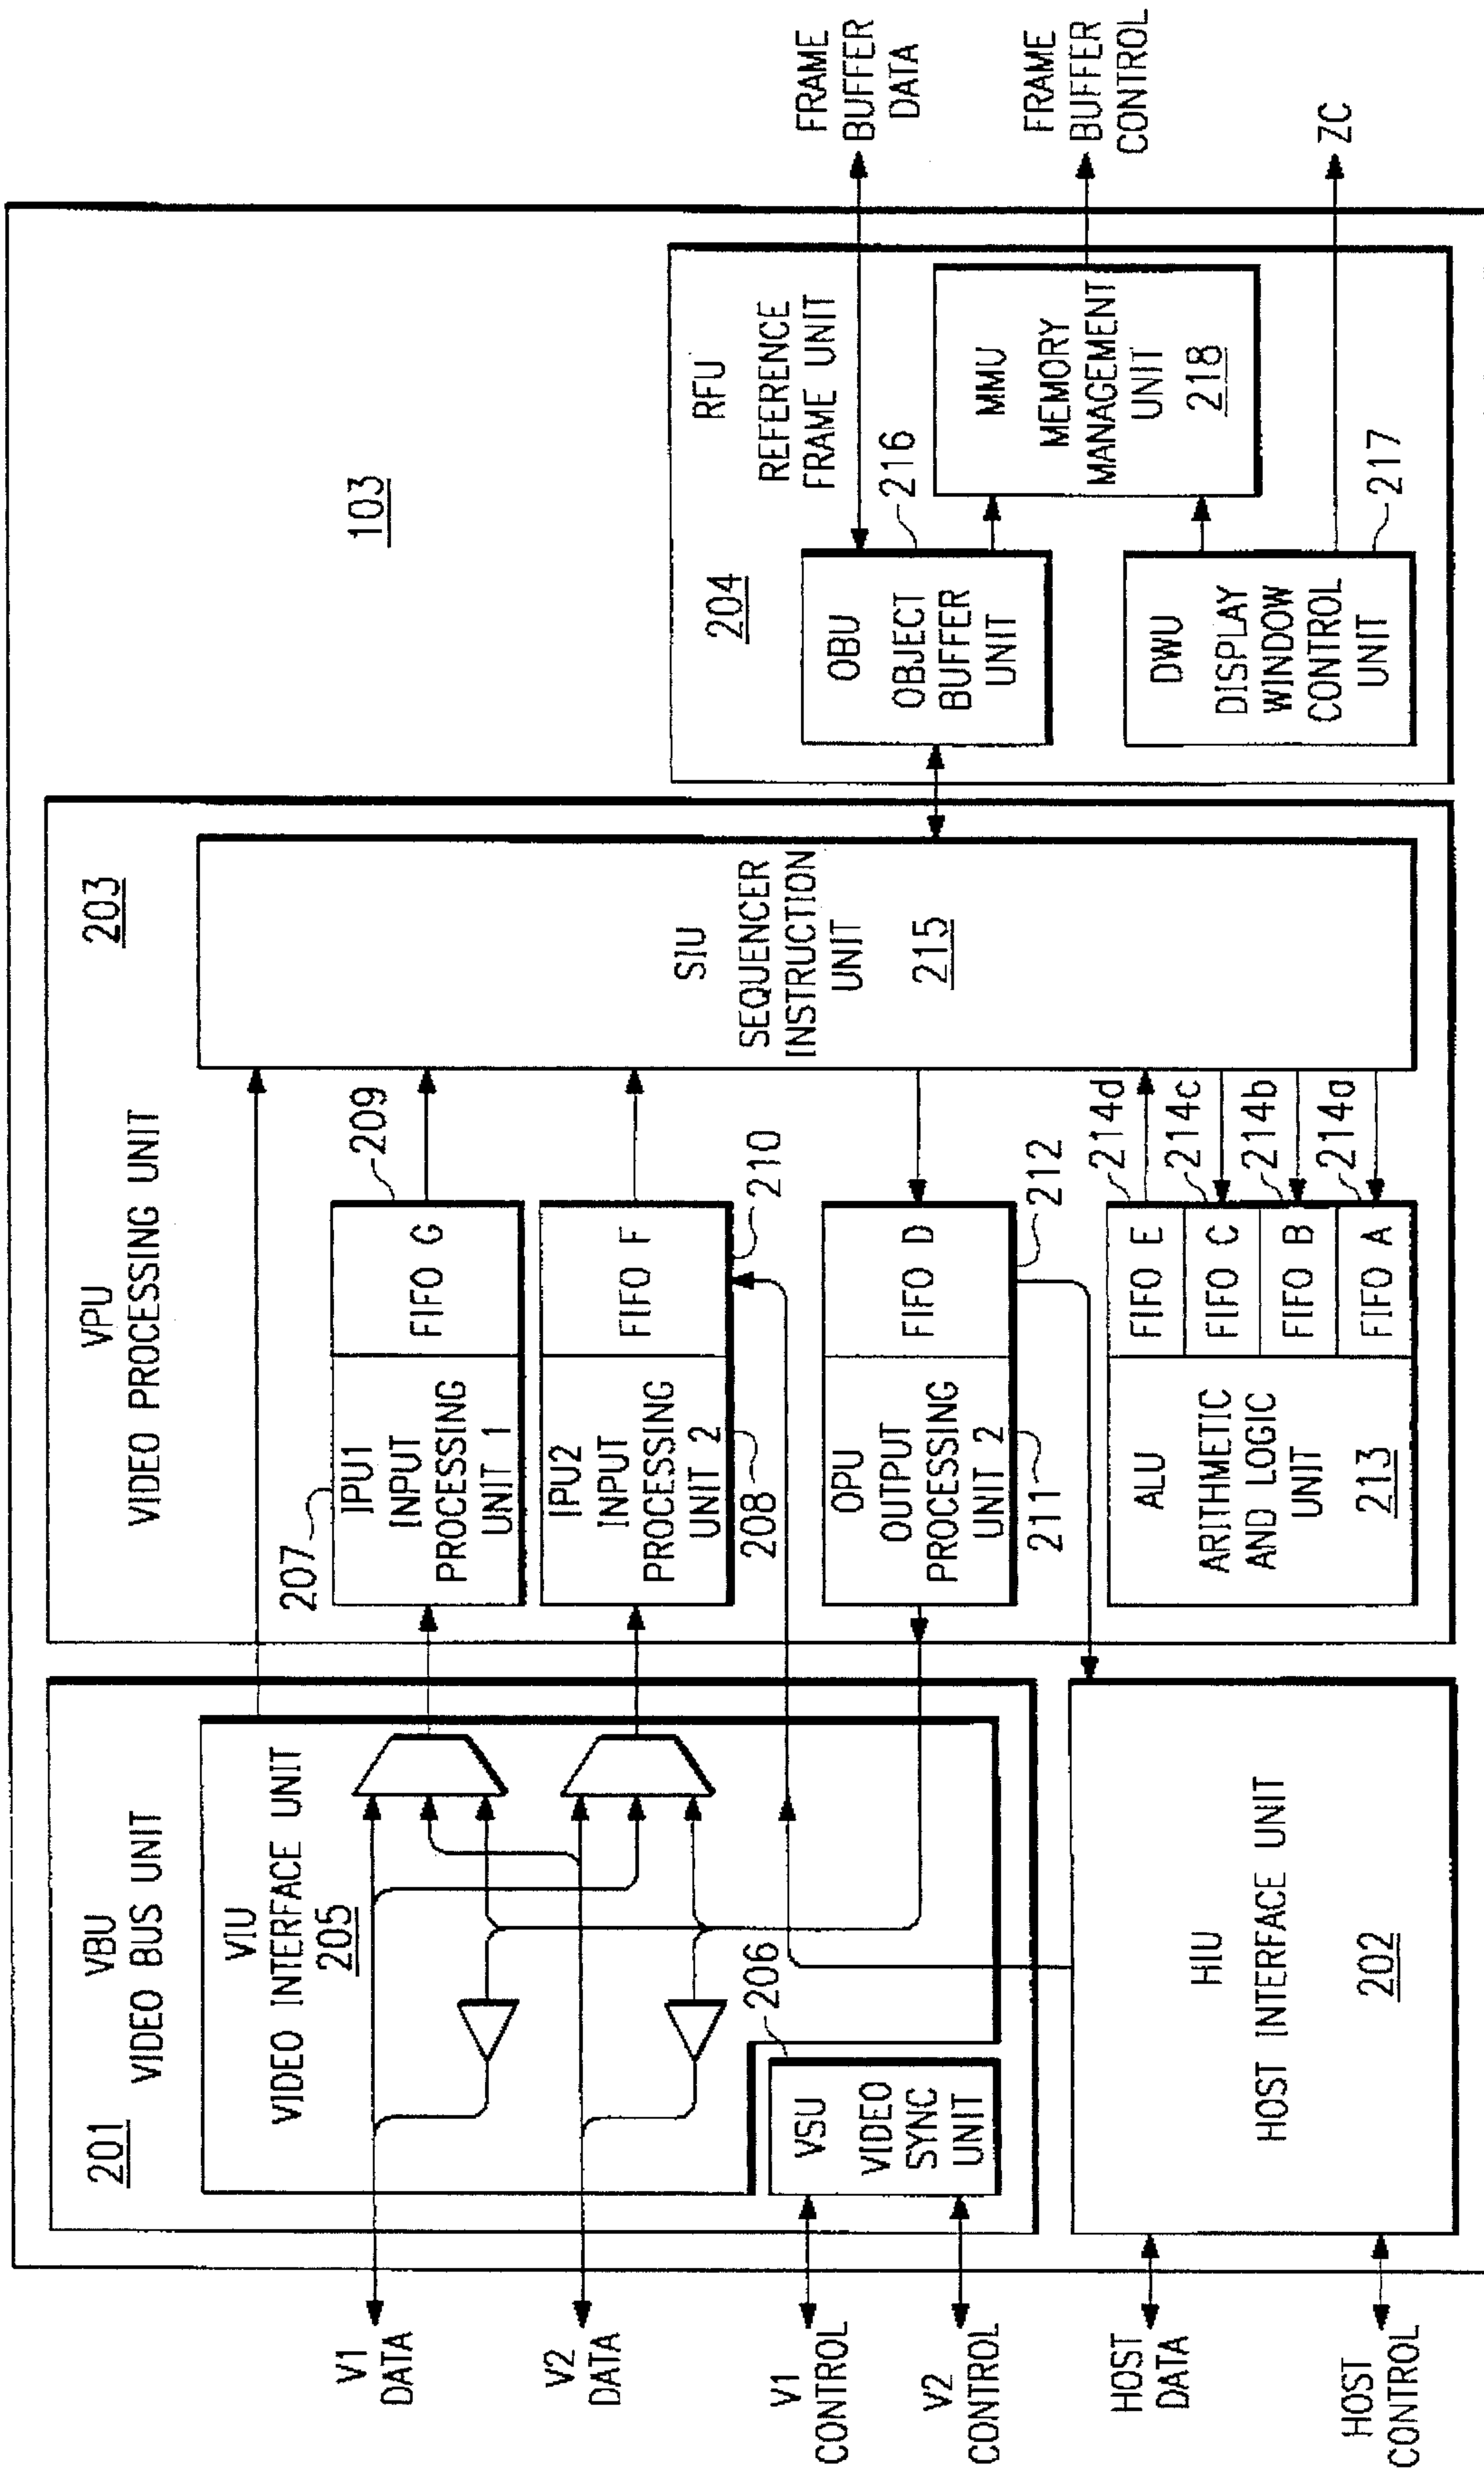 103
VBU
VIDEO BUS UNIT
201
VIU
VIDEO INTERFACE UNIT
205
VSU
VIDEO
SYNC
UNIT
206
V1
DATA
V2
DATA
V1
CONTROL
V2
CONTROL
HOST
DATA
HOST
CONTROL
HIU
HOST INTERFACE UNIT
202
VPU
VIDEO PROCESSING UNIT
203
207
IPU1
INPUT
PROCESSING
UNIT 1
FIFO G
209
IPU2
INPUT
PROCESSING
UNIT 2
208
FIFO F
210
OPU
OUTPUT
PROCESSING
UNIT 2
211
FIFO D
212
ALU
ARITHMETIC
AND LOGIC
UNIT
213
FIFO E
FIFO C
FIFO B
FIFO A
214d
214c
214b
214a
SIU
SEQUENCER
INSTRUCTION
UNIT
215
RFU
REFERENCE
FRAME UNIT
204
OBU
OBJECT
BUFFER
UNIT
216
MMU
MEMORY
MANAGEMENT
UNIT
218
DWU
DISPLAY
WINDOW
CONTROL
UNIT
217
FRAME
BUFFER
DATA
FRAME
BUFFER
CONTROL
ZC